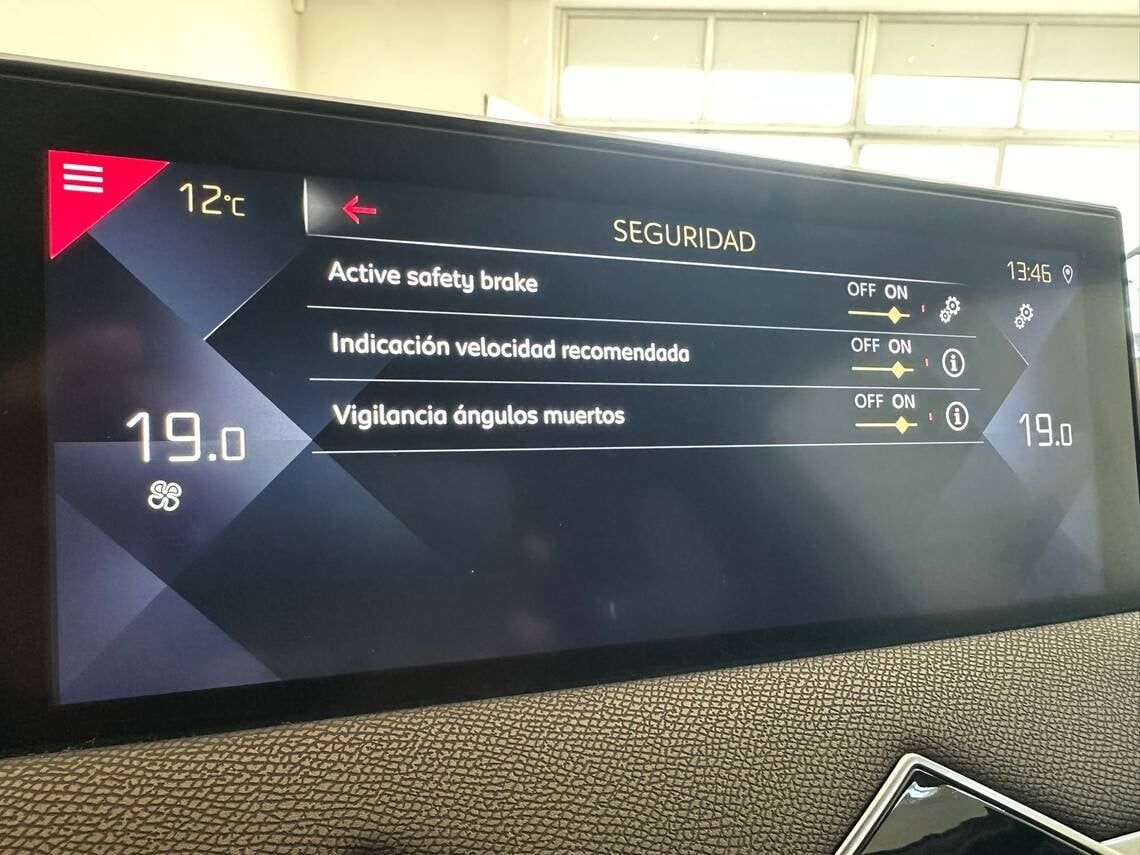 12°C
SEGURIDAD
13:46
Active safety brake
OFF ON
Indicación velocidad recomendada
OFF ON
Vigilancia ángulos muertos
OFF ON
19.0
19.0